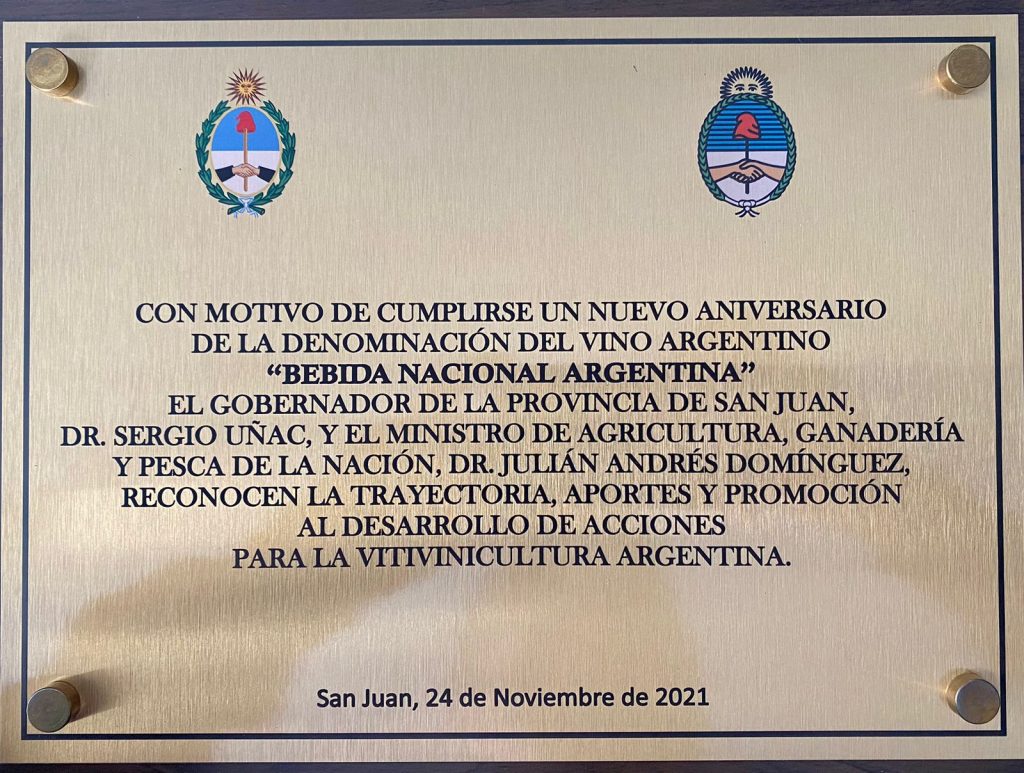 CON MOTIVO DE CUMPLIRSE UN NUEVO ANIVERSARIO
DE LA DENOMINACIÓN DEL VINO ARGENTINO
“BEBIDA NACIONAL ARGENTINA”
EL GOBERNADOR DE LA PROVINCIA DE SAN JUAN,
DR. SERGIO UÑAC, Y EL MINISTRO DE AGRICULTURA, GANADERÍA
Y PESCA DE LA NACIÓN, DR. JULIÁN ANDRÉS DOMÍNGUEZ,
RECONOCEN LA TRAYECTORIA, APORTES Y PROMOCIÓN
AL DESARROLLO DE ACCIONES
PARA LA VITIVINICULTURA ARGENTINA.
San Juan, 24 de Noviembre de 2021